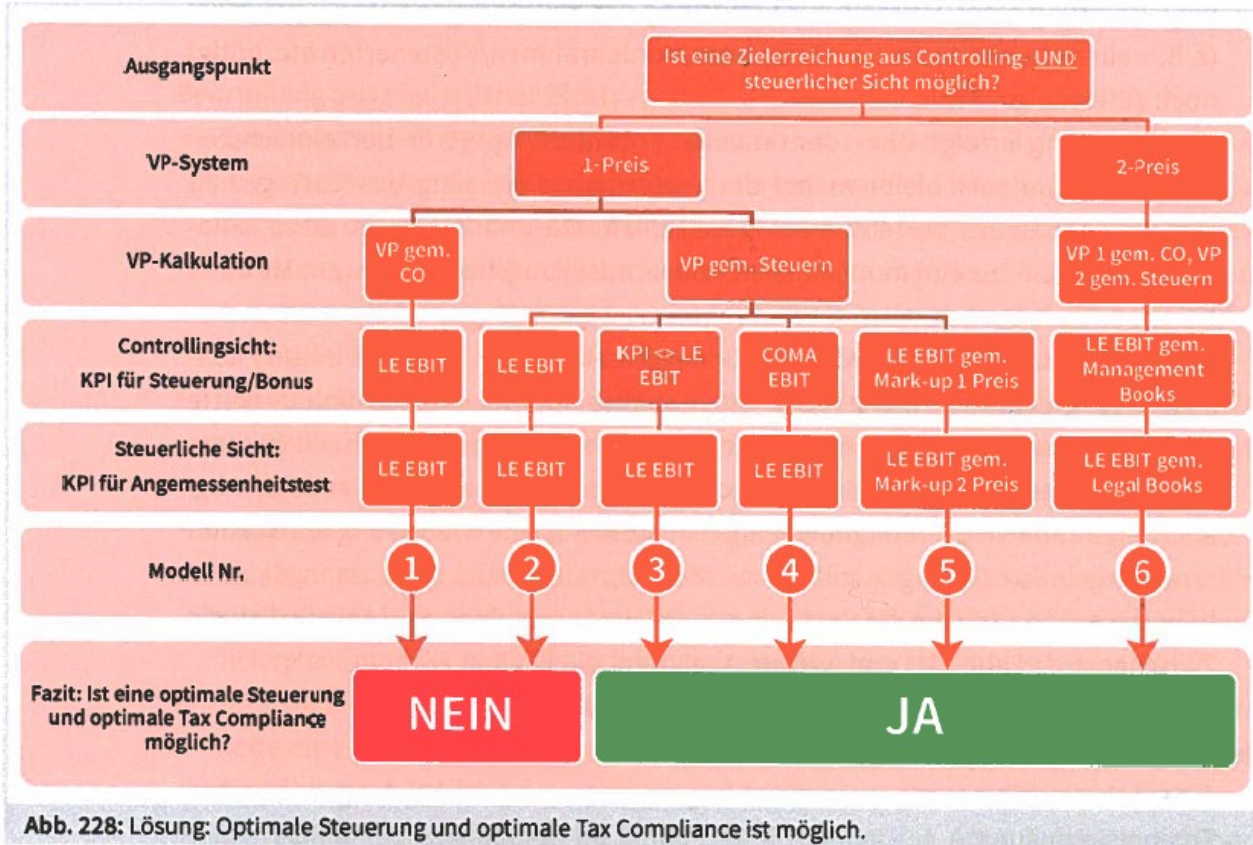 Ausgangspunkt
Ist eine Zielerreichung aus Controlling- UND
steuerlicher Sicht möglich?
VP-System
1-Preis
2-Preis
VP-Kalkulation
VP gem.
CO
VP gem. Steuern
VP 1 gem. CO, VP
2 gem. Steuern
Controllingsicht:
KPI für Steuerung/Bonus
LE EBIT
LE EBIT
KPI <> LE
EBIT
COMA
EBIT
LE EBIT gem.
Mark-up 1 Preis
LE EBIT gem.
Management
Books
Steuerliche Sicht:
KPI für Angemessenheitstest
LE EBIT
LE EBIT
LE EBIT
LE EBIT
LE EBIT gem.
Mark-up 2 Preis
LE EBIT gem.
Legal Books
Modell Nr.
1
2
3
4
5
6
Fazit: Ist eine optimale Steuerung
und optimale Tax Compliance
möglich?
NEIN
JA
Abb. 228: Lösung: Optimale Steuerung und optimale Tax Compliance ist möglich.